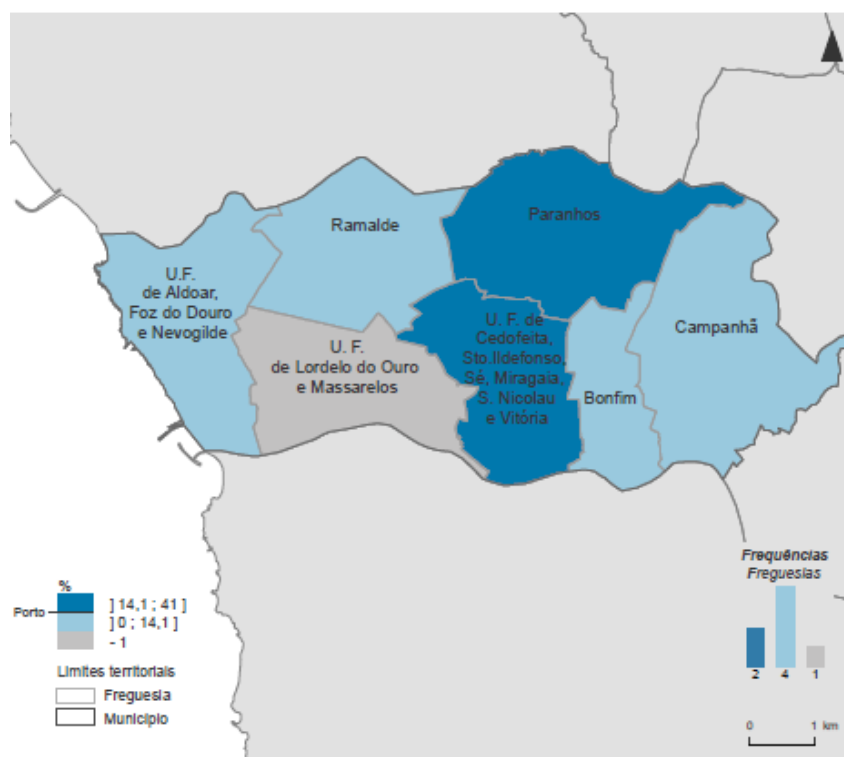 Paranhos
Ramalde
U.F.
de Aldoar,
Foz do Douro
e Nevogilde
U. F.
de Lordelo do Ouro
e Massarelos
U. F. de
Cedofeita,
Sto.Ildefonso,
Sé, Miragaia,
S. Nicolau
e Vitória
Bonfim
Campanhã
%
Porto
] 14,1 ; 41 ]
] 0 ; 14,1 ]
- 1
Limites territoriais
Freguesia
Município
Frequências
Freguesias
2 4 1
0 1 km